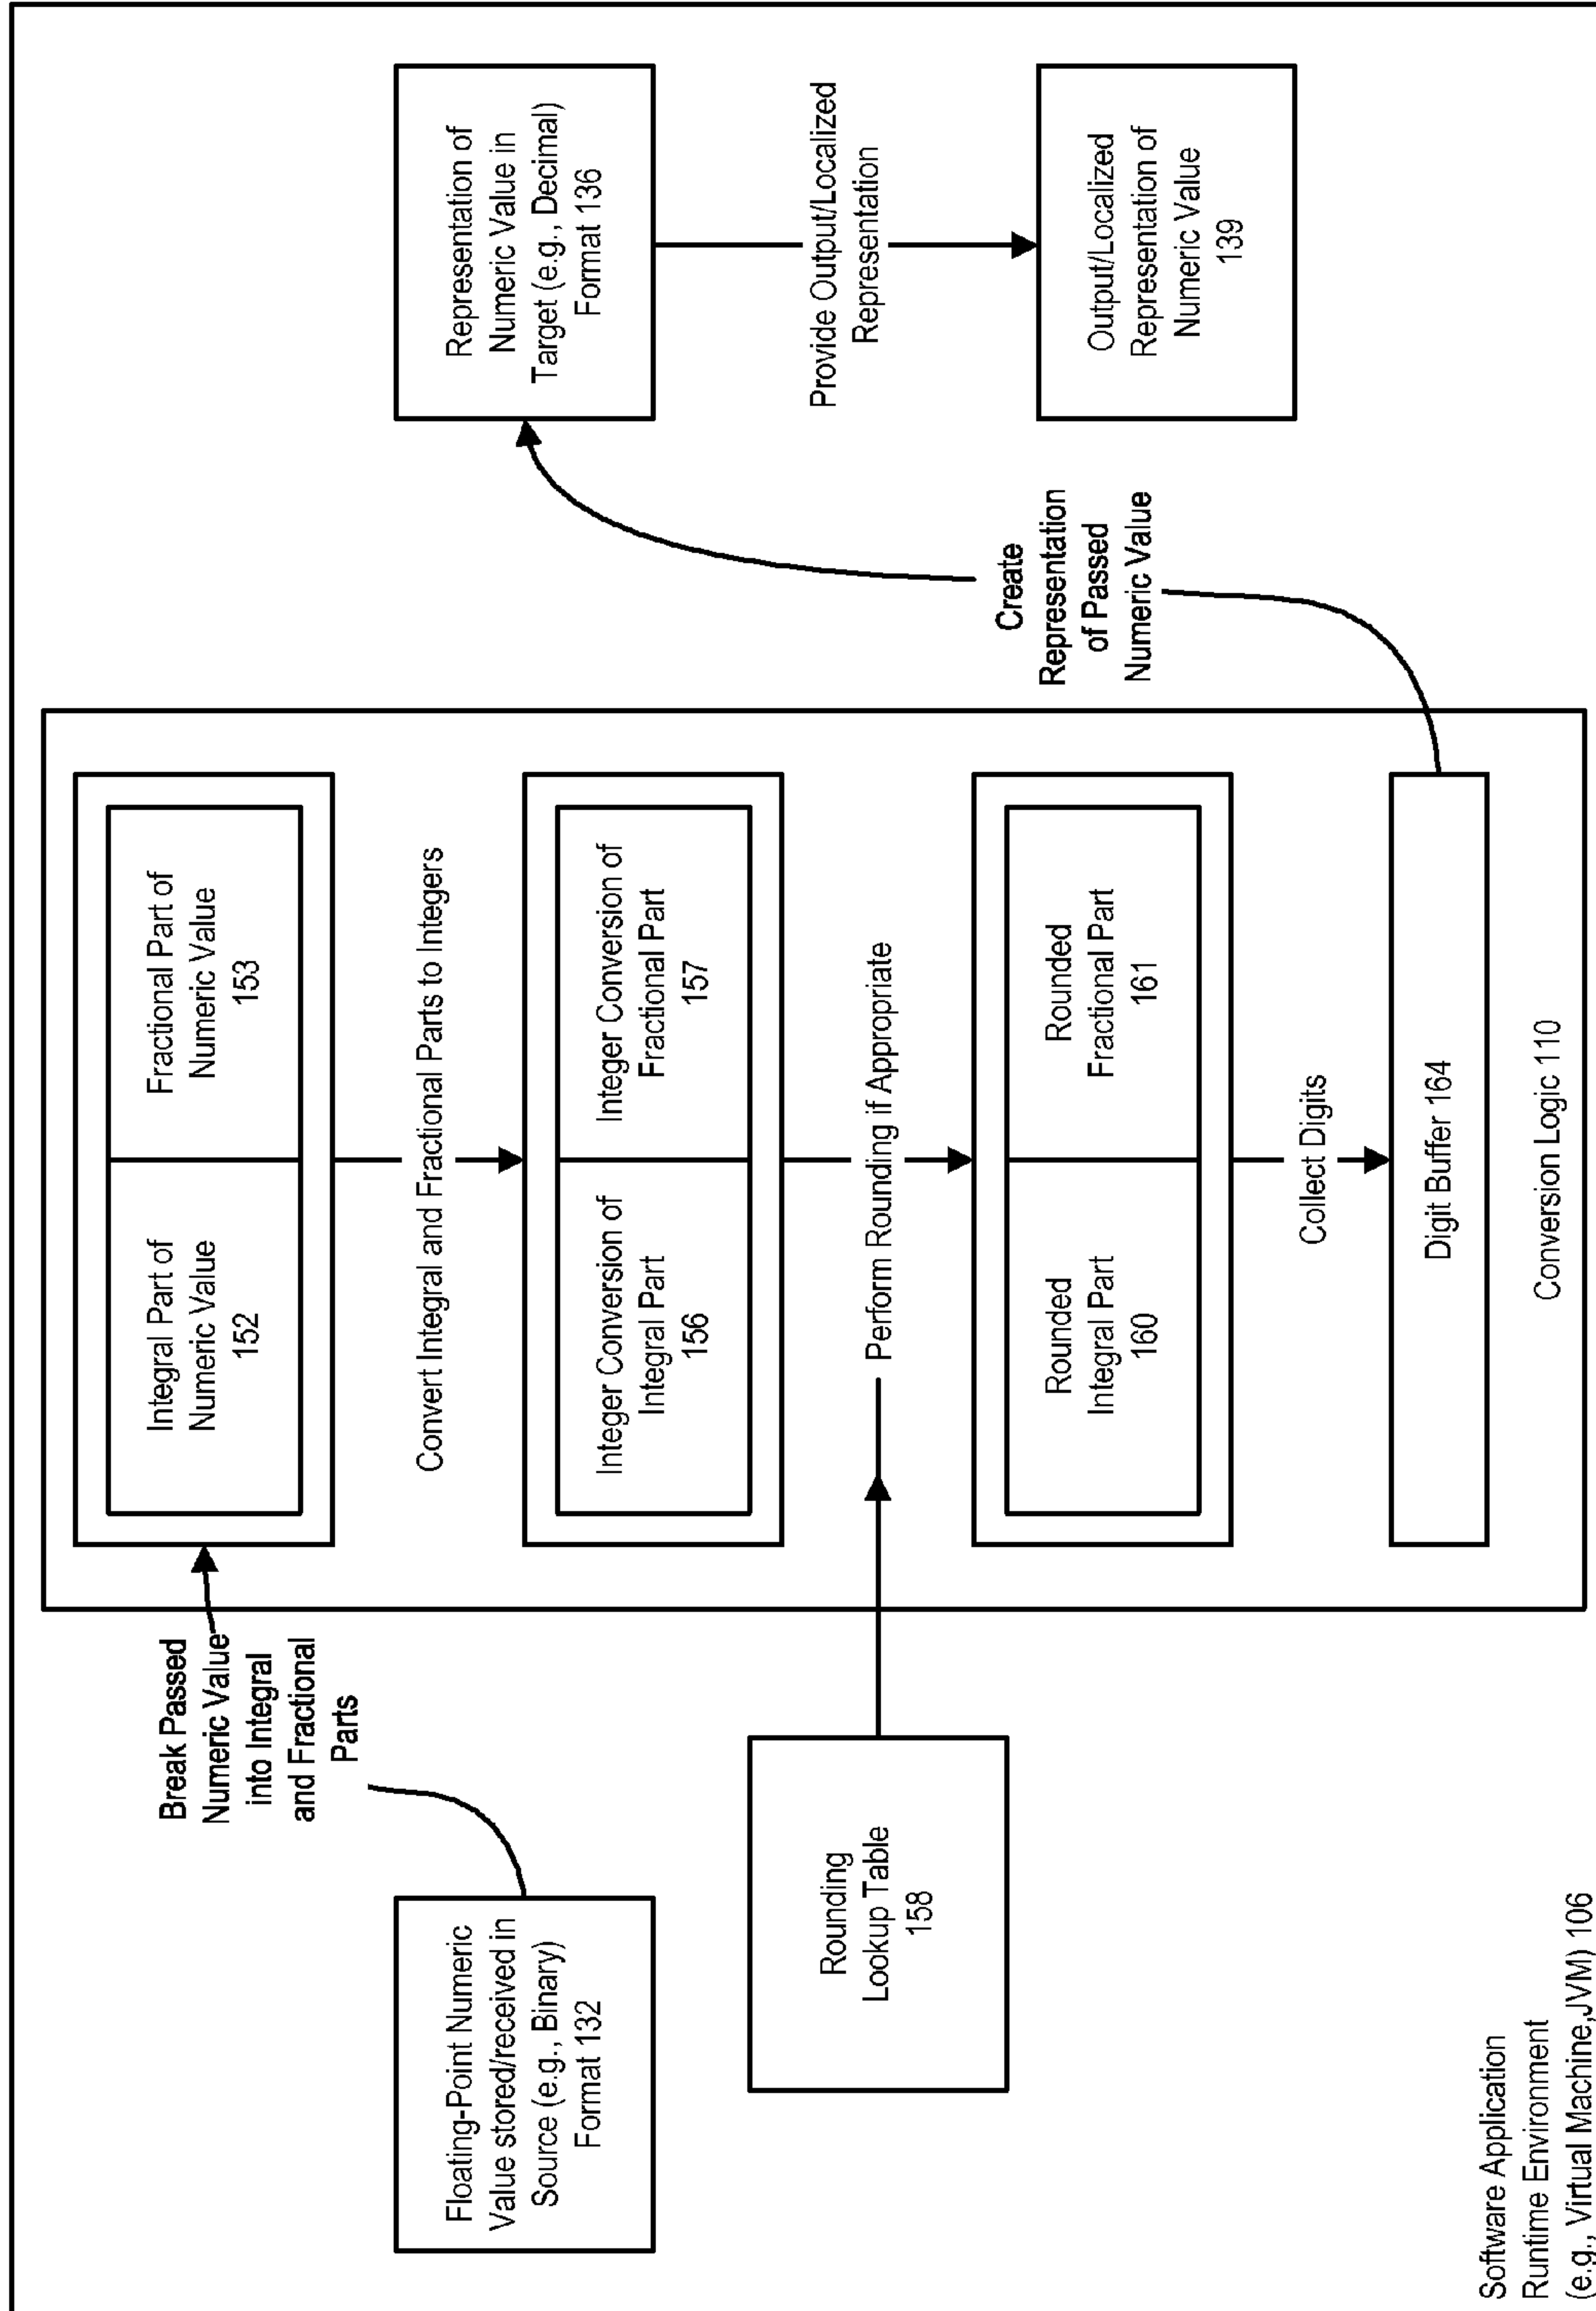 Floating-Point Numeric
Value stored/received in
Source (e.g., Binary)
Format 132
Break Passed
Numeric Value
into Integral
and Fractional
Parts
Integral Part of
Numeric Value
152
Fractional Part of
Numeric Value
153
Convert Integral and Fractional Parts to Integers
Integer Conversion of
Integral Part
156
Integer Conversion of
Fractional Part
157
Rounding
Lookup Table
158
Perform Rounding if Appropriate
Rounded
Integral Part
160
Rounded
Fractional Part
161
Collect Digits
Digit Buffer 164
Conversion Logic 110
Create
Representation
of Passed
Numeric Value
Representation of
Numeric Value in
Target (e.g., Decimal)
Format 136
Provide Output/Localized
Representation
Output/Localized
Representation of
Numeric Value
139
Software Application
Runtime Environment
(e.g., Virtual Machine,JVM) 106